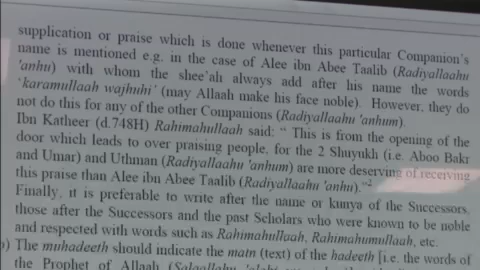 supplication or praise which is done whenever this particular Companion's
name is mentioned e.g. in the case of Alee ibn Abee Taalib (Radiyallaahu
'anhu) with whom the shee'ah always add after his name the words
'karamullaah wajhuhi' (may Allaah make his face noble). However, they do
not do this for any of the other Companions (Radiyallaahu 'anhum).
Ibn Katheer (d.748H) Rahimahullaah said: " This is from the opening of the
door which leads to over praising people, for the 2 Shuyukh (i.e. Aboo Bakr
and Umar) and Uthman (Radiyallaahu 'anhum) are more deserving of receiving
this praise than Alee ibn Abee Taalib (Radiyallaahu 'anhu)."²
Finally, it is preferable to write after the name or kunya of the Successors,
those after the Successors and the past Scholars who were known to be noble
and respected with words such as Rahimahullaah, Rahimahumullaah, etc.
) The muhadeeth should indicate the matn (text) of the hadeeth [i.e. the words of
the Prophet of Allaah